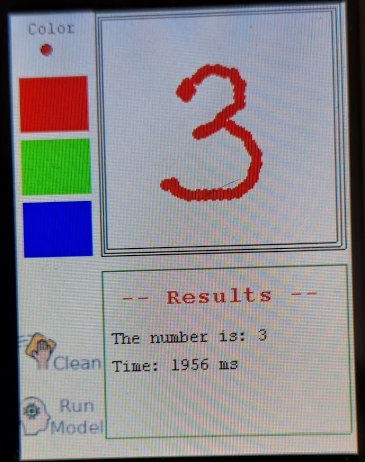 Color
3
-- Results --
The number is: 3
Time: 1956 ms
Clean
Run
Model